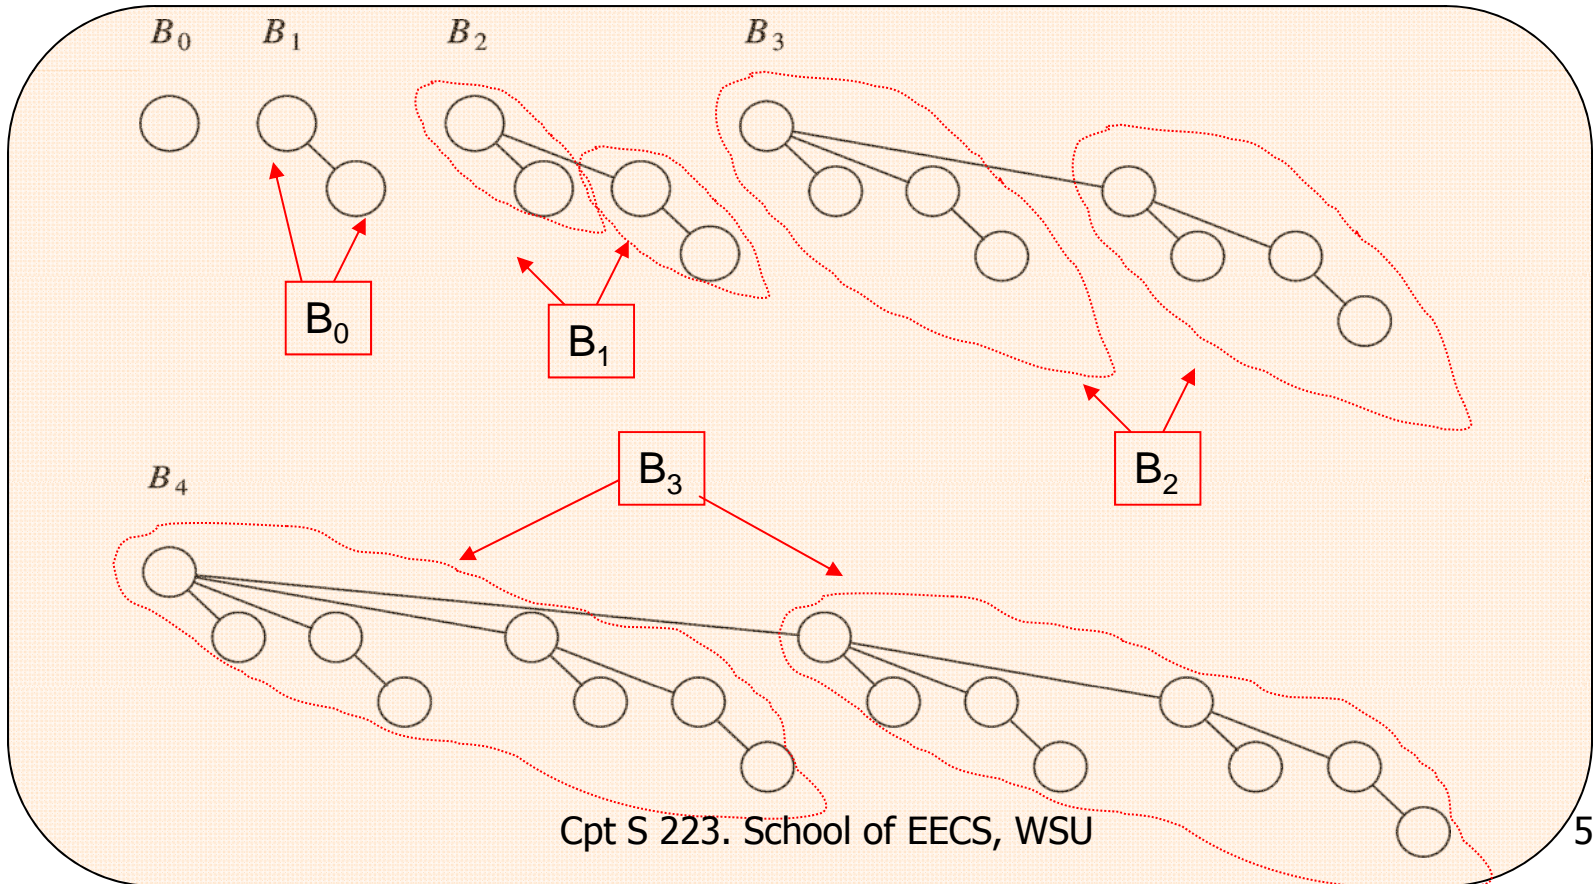 B0 B1 B2 B3
B0
B1
B3
B2
B4
Cpt S 223. School of EECS, WSU
5